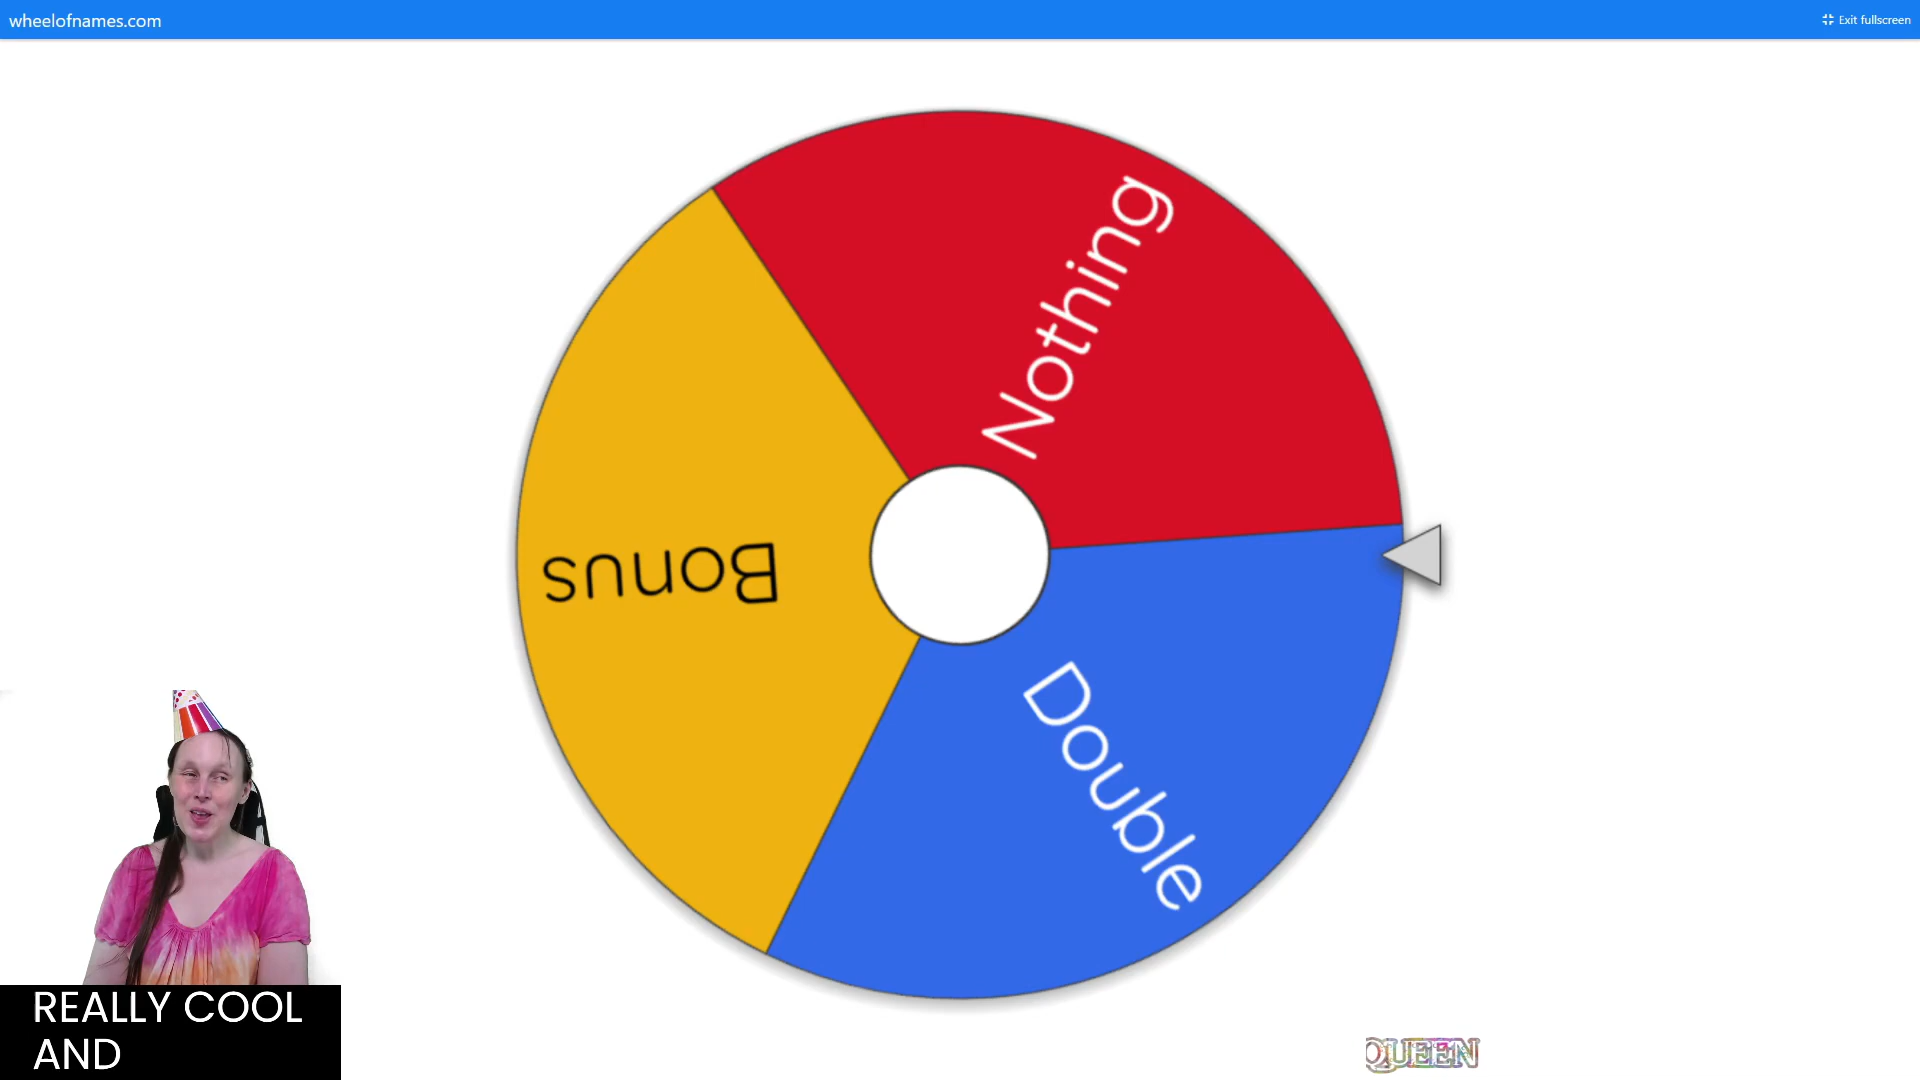 wheelofnames.com
Exit fullscreen
Nothing
Bonus
Double
REALLY COOL
AND
QUEEN